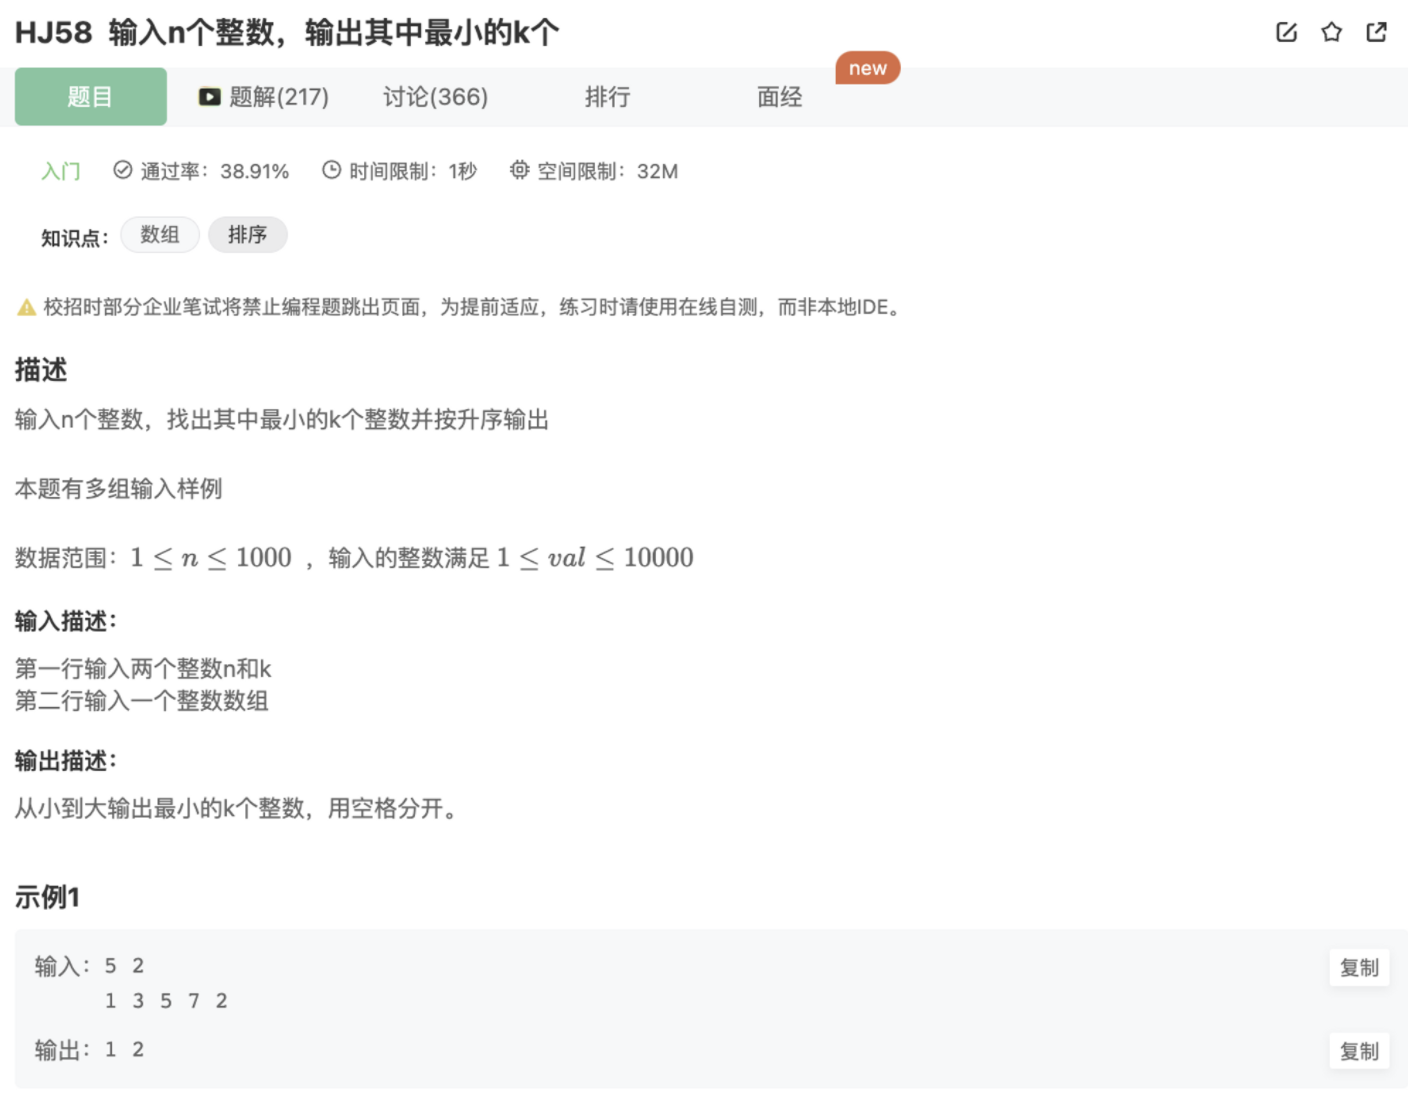 HJ58 输入n个整数，输出其中最小的k个
new
题目 题解(217) 讨论(366) 排行 面经
入门 通过率：38.91% 时间限制：1秒 空间限制：32M
知识点： 数组 排序
校招时部分企业笔试将禁止编程题跳出页面，为提前适应，练习时请使用在线自测，而非本地IDE。
描述
输入n个整数，找出其中最小的k个整数并按升序输出
本题有多组输入样例
数据范围：1 ≤ n ≤ 1000 ，输入的整数满足 1 ≤ val ≤ 10000
输入描述：
第一行输入两个整数n和k
第二行输入一个整数数组
输出描述：
从小到大输出最小的k个整数，用空格分开。
示例1
输入：5 2 复制
1 3 5 7 2
输出：1 2 复制